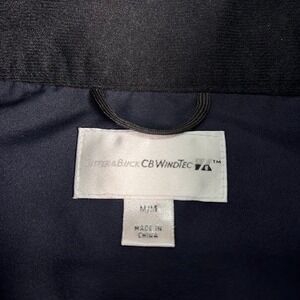 Cutter & Buck CB WindTec™
M/M
MADE IN
CHINA